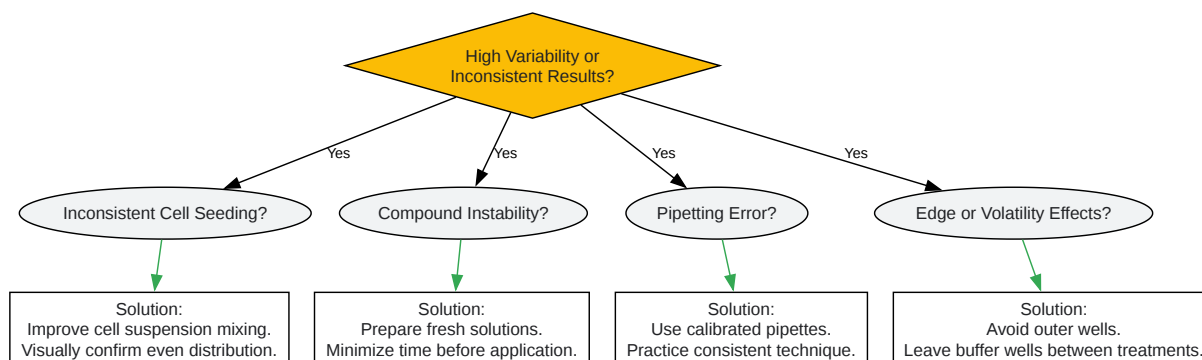 High Variability or
Inconsistent Results?
Yes
Yes
Yes
Yes
Inconsistent Cell Seeding?
Compound Instability?
Pipetting Error?
Edge or Volatility Effects?
Solution:
Improve cell suspension mixing.
Visually confirm even distribution.
Solution:
Prepare fresh solutions.
Minimize time before application.
Solution:
Use calibrated pipettes.
Practice consistent technique.
Solution:
Avoid outer wells.
Leave buffer wells between treatments